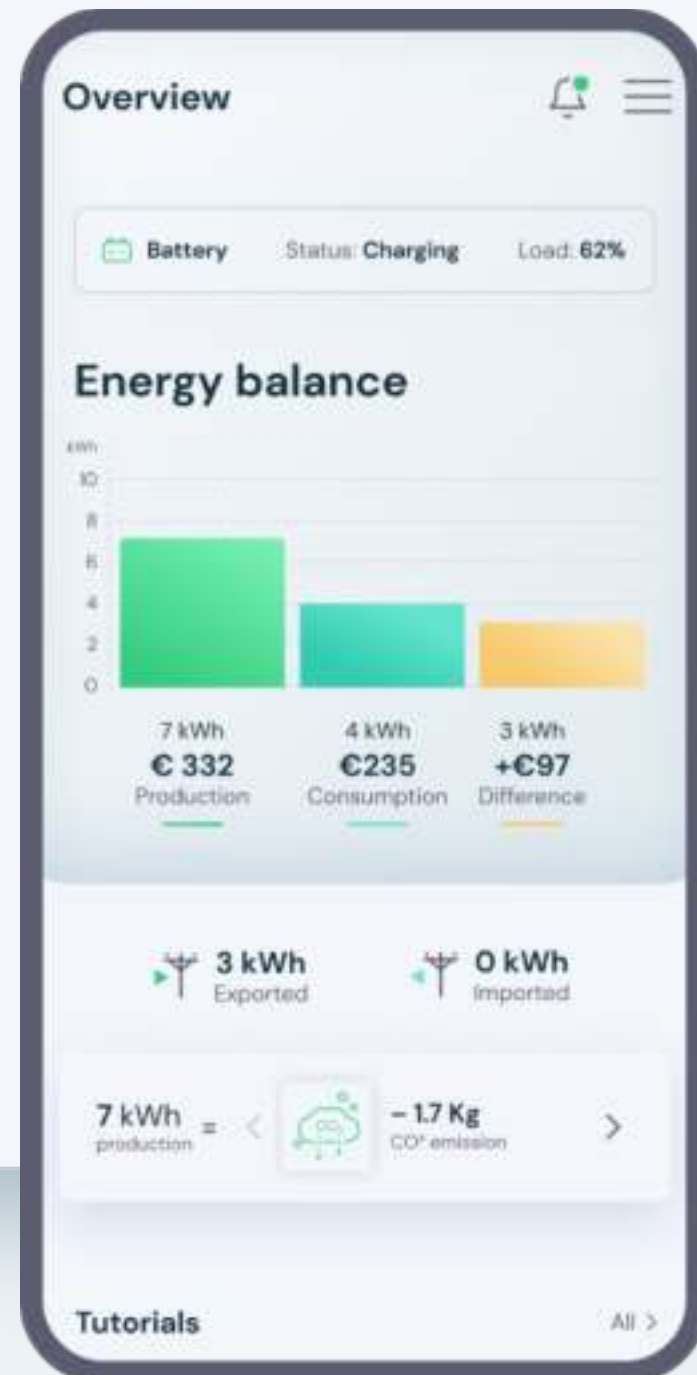 Overview
Battery Status: Charging Load: 62%
Energy balance
kWh
10
8
6
4
2
0
7 kWh 4 kWh 3 kWh
€ 332 €235 +€97
Production Consumption Difference
3 kWh 0 kWh
Exported Imported
7 kWh = < CO₂ – 1.7 Kg >
production CO² emission
Tutorials All >